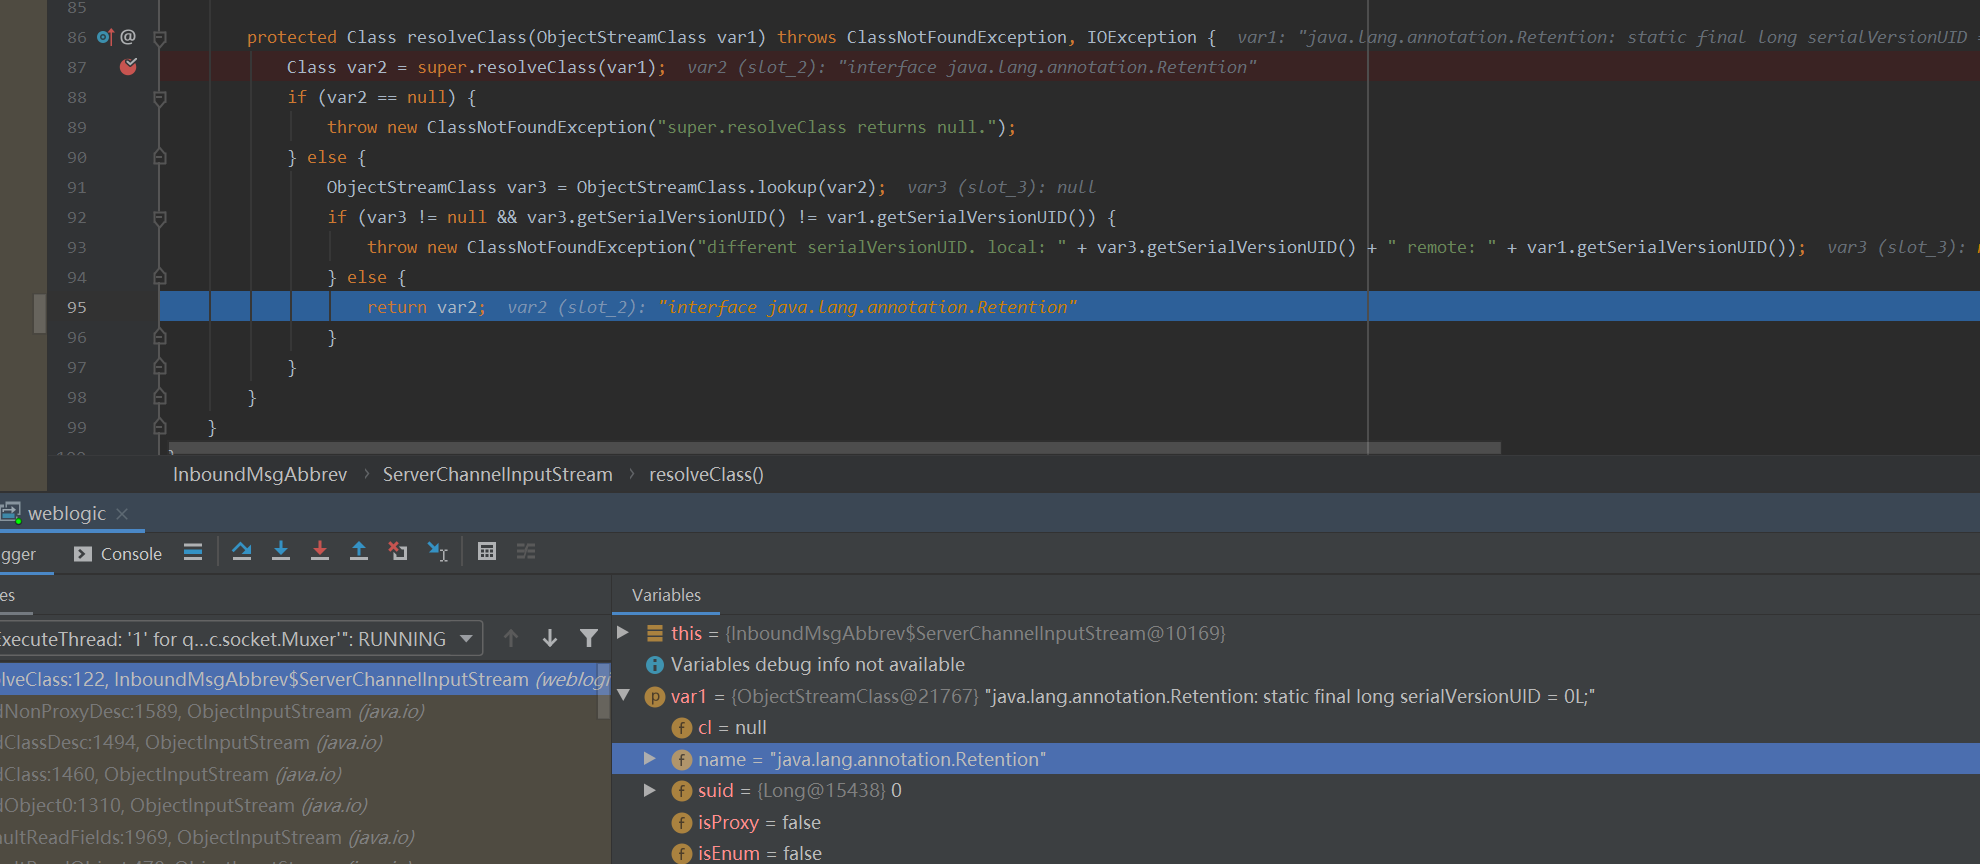 85
86 @ protected Class resolveClass(ObjectStreamClass var1) throws ClassNotFoundException, IOException { var1: "java.lang.annotation.Retention: static final long serialVersionUID =
87 Class var2 = super.resolveClass(var1); var2 (slot_2): "interface java.lang.annotation.Retention"
88 if (var2 == null) {
89 throw new ClassNotFoundException("super.resolveClass returns null.");
90 } else {
91 ObjectStreamClass var3 = ObjectStreamClass.lookup(var2); var3 (slot_3): null
92 if (var3 != null && var3.getSerialVersionUID() != var1.getSerialVersionUID()) {
93 throw new ClassNotFoundException("different serialVersionUID. local: " + var3.getSerialVersionUID() + " remote: " + var1.getSerialVersionUID()); var3 (slot_3):
94 } else {
95 return var2; var2 (slot_2): "interface java.lang.annotation.Retention"
96 }
97 }
98 }
99 }
InboundMsgAbbrev › ServerChannelInputStream › resolveClass()
weblogic
gger Console
es
Variables
xecuteThread: '1' for q...c.socket.Muxer'": RUNNING
this = {InboundMsgAbbrev$ServerChannelInputStream@10169}
Variables debug info not available
lveClass:122, InboundMsgAbbrev$ServerChannelInputStream (weblogi
var1 = {ObjectStreamClass@21767} "java.lang.annotation.Retention: static final long serialVersionUID = 0L;"
dNonProxyDesc:1589, ObjectInputStream (java.io)
cl = null
dClassDesc:1494, ObjectInputStream (java.io)
name = "java.lang.annotation.Retention"
dClass:1460, ObjectInputStream (java.io)
suid = {Long@15438} 0
dObject0:1310, ObjectInputStream (java.io)
isProxy = false
aultReadFields:1969, ObjectInputStream (java.io)
isEnum = false